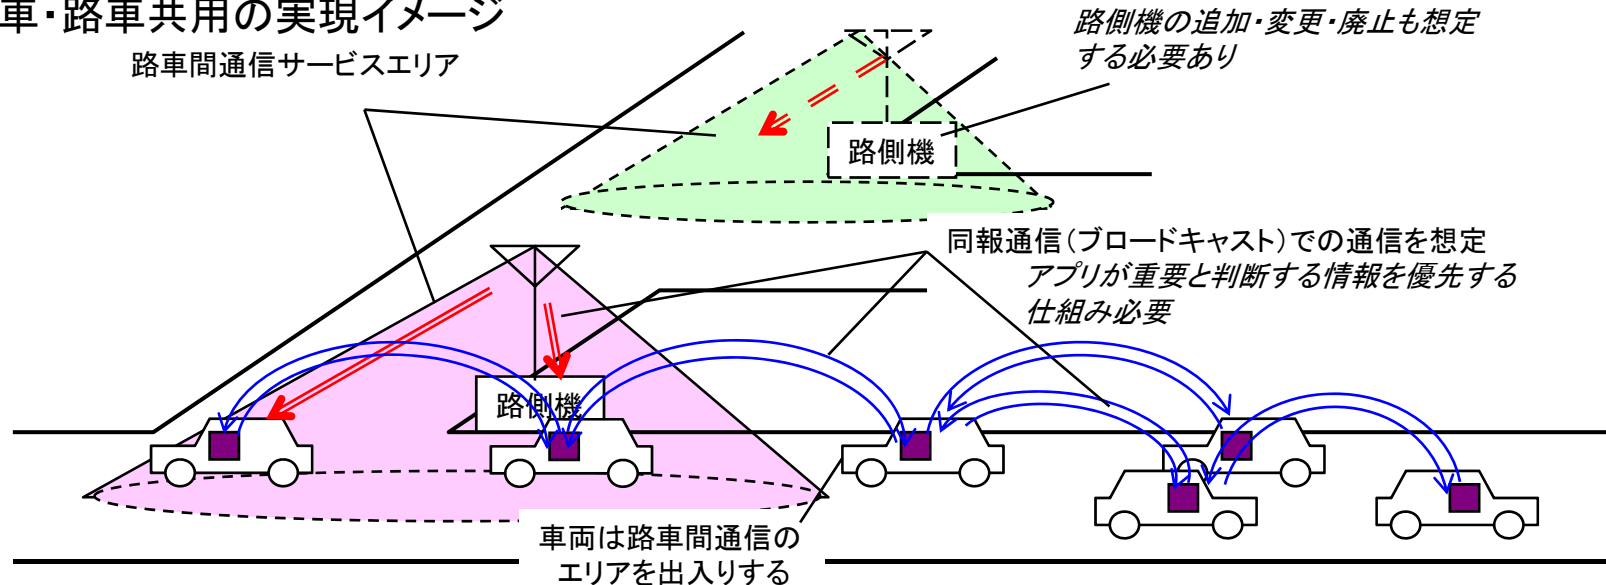 車・路車共用の実現イメージ
路車間通信サービスエリア
路側機の追加・変更・廃止も想定
する必要あり
路側機
同報通信(ブロードキャスト)での通信を想定
アプリが重要と判断する情報を優先する
仕組み必要
路側機
車両は路車間通信の
エリアを出入りする